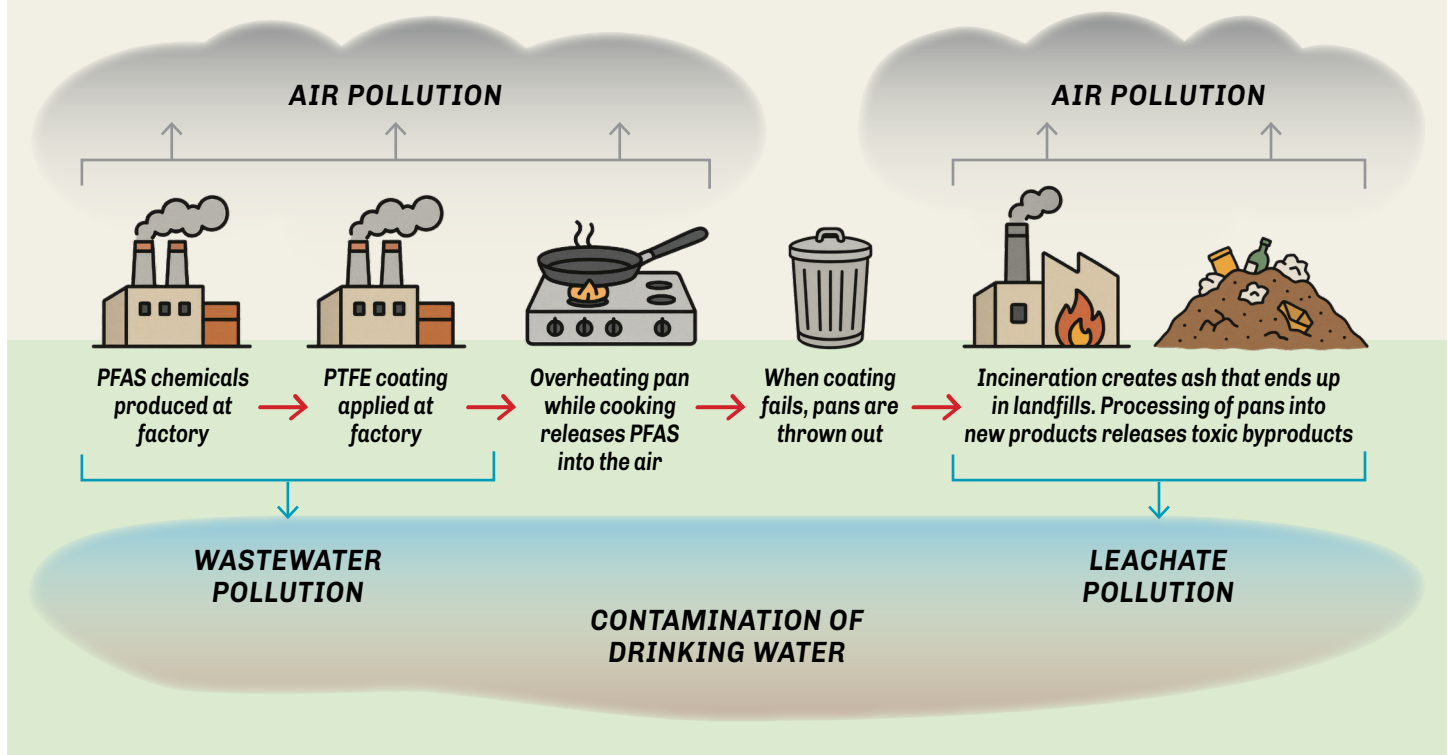 AIR POLLUTION
AIR POLLUTION
PFAS chemicals
produced at
factory
PTFE coating
applied at
factory
Overheating pan
while cooking
releases PFAS
into the air
When coating
fails, pans are
thrown out
Incineration creates ash that ends up
in landfills. Processing of pans into
new products releases toxic byproducts
WASTEWATER
POLLUTION
LEACHATE
POLLUTION
CONTAMINATION OF
DRINKING WATER